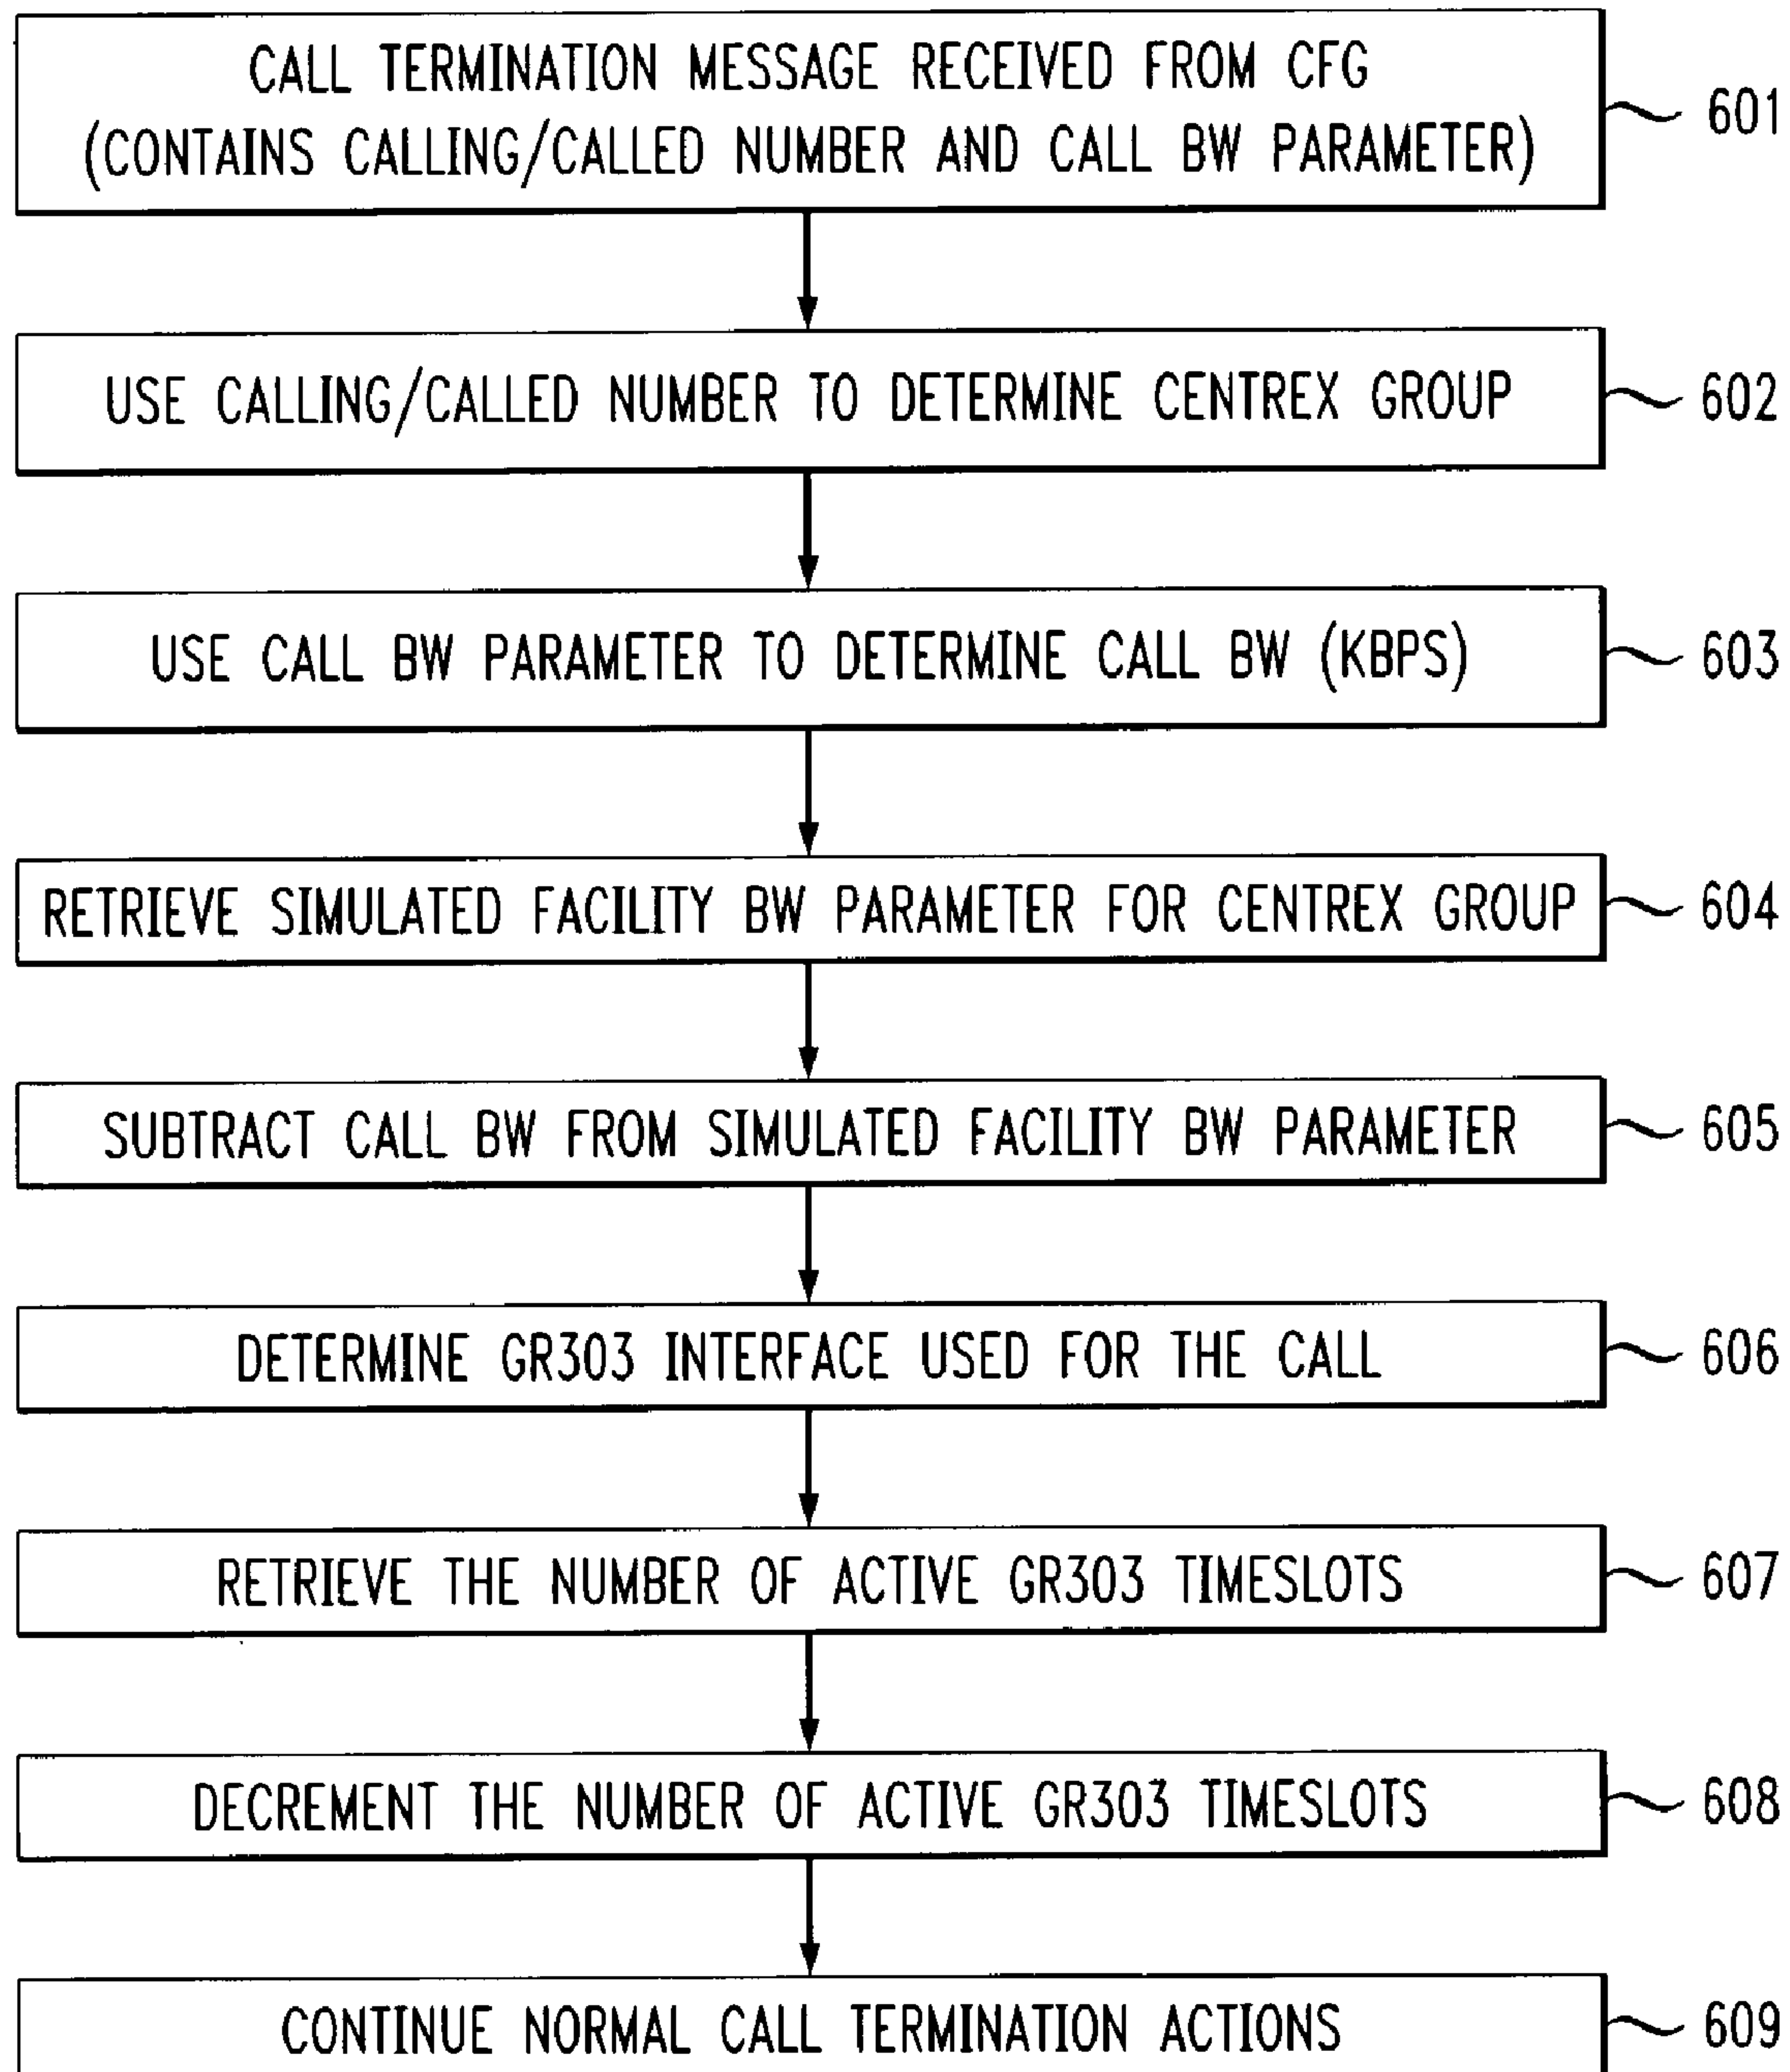 CALL TERMINATION MESSAGE RECEIVED FROM CFG
(CONTAINS CALLING/CALLED NUMBER AND CALL BW PARAMETER)
601
USE CALLING/CALLED NUMBER TO DETERMINE CENTREX GROUP
602
USE CALL BW PARAMETER TO DETERMINE CALL BW (KBPS)
603
RETRIEVE SIMULATED FACILITY BW PARAMETER FOR CENTREX GROUP
604
SUBTRACT CALL BW FROM SIMULATED FACILITY BW PARAMETER
605
DETERMINE GR303 INTERFACE USED FOR THE CALL
606
RETRIEVE THE NUMBER OF ACTIVE GR303 TIMESLOTS
607
DECREMENT THE NUMBER OF ACTIVE GR303 TIMESLOTS
608
CONTINUE NORMAL CALL TERMINATION ACTIONS
609